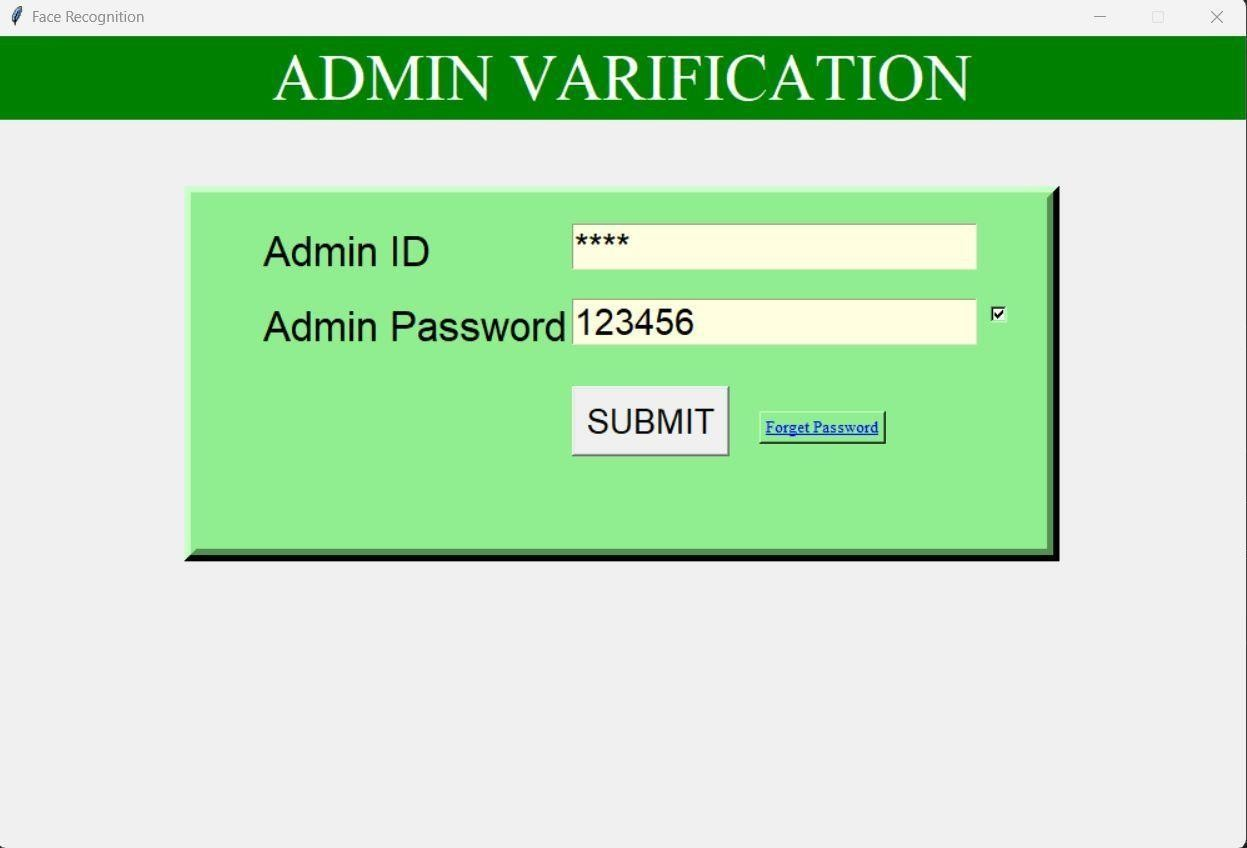 Face Recognition
ADMIN VARIFICATION
Admin ID ****
Admin Password 123456
SUBMIT Forget Password